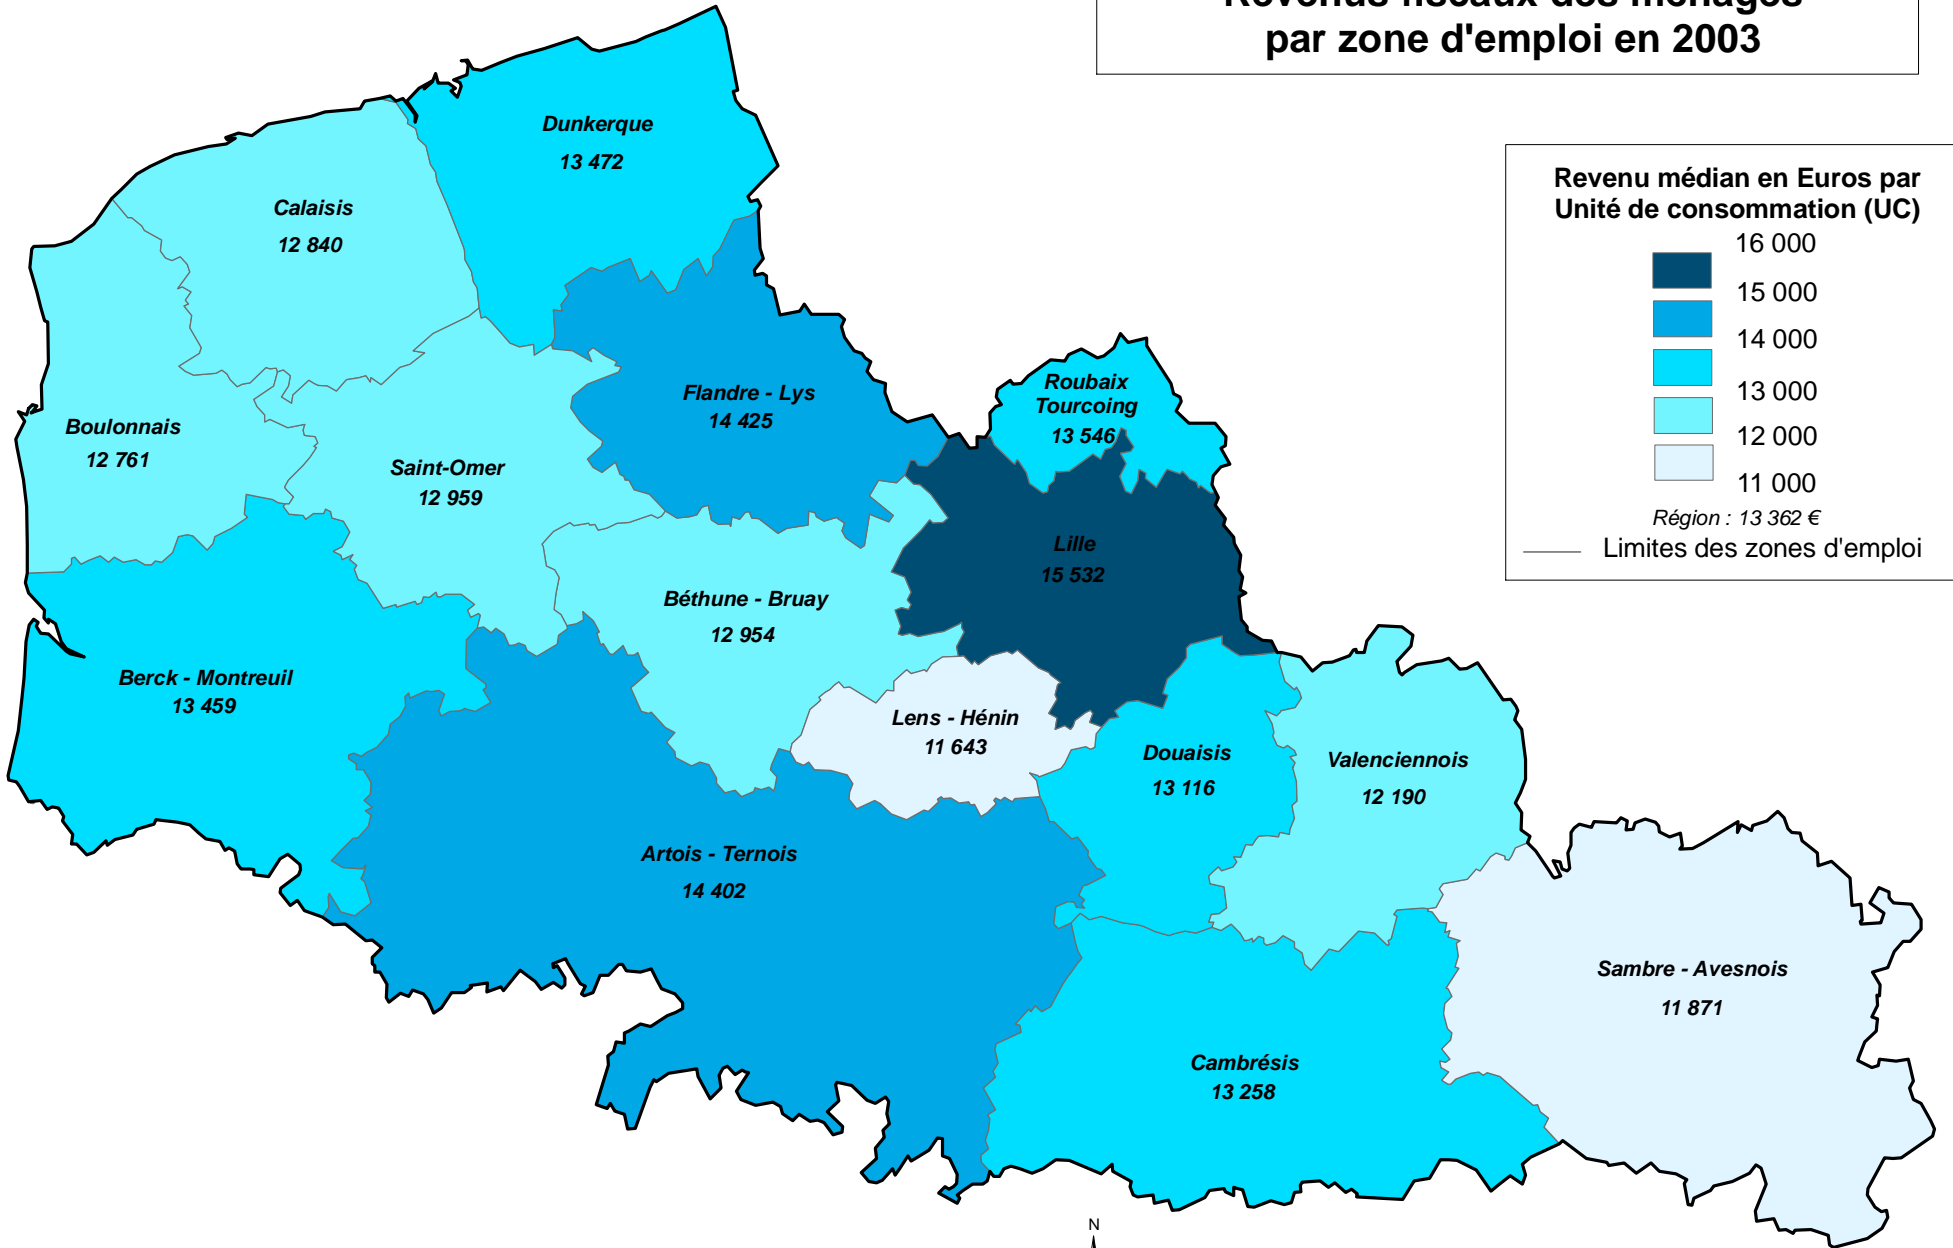 Revenus fiscaux des ménages
par zone d'emploi en 2003
Dunkerque
13 472
Calaisis
12 840
Revenu médian en Euros par
Unité de consommation (UC)
16 000
15 000
14 000
13 000
12 000
11 000
Région : 13 362 €
Limites des zones d'emploi
Flandre - Lys
14 425
Roubaix
Tourcoing
13 546
Boulonnais
12 761
Saint-Omer
12 959
Lille
15 532
Béthune - Bruay
12 954
Berck - Montreuil
13 459
Lens - Hénin
11 643
Douaisis
13 116
Valenciennois
12 190
Artois - Ternois
14 402
Sambre - Avesnois
11 871
Cambrésis
13 258
N